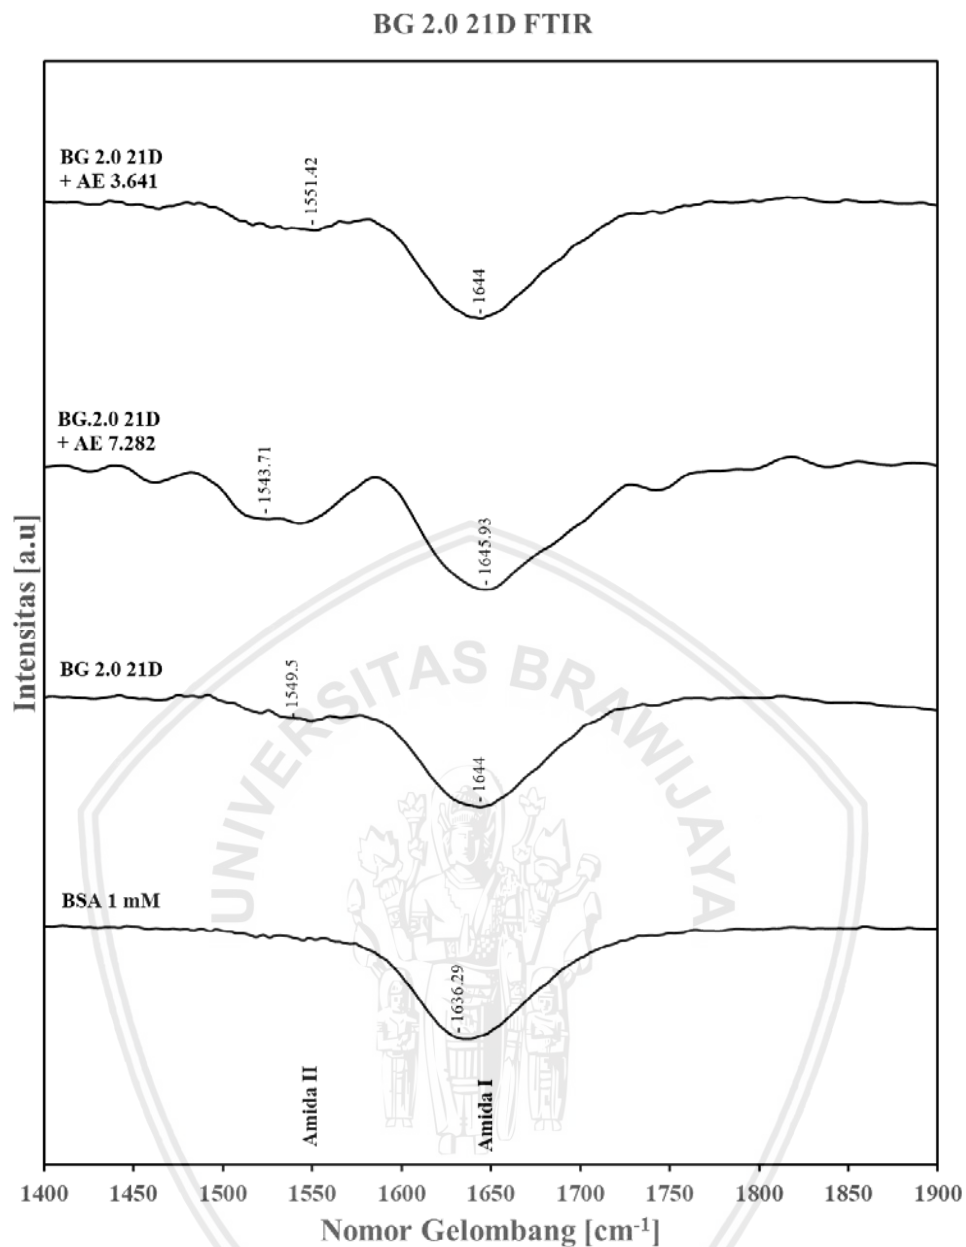 BG 2.0 21D FTIR
BG 2.0 21D
+ AE 3.641
- 1551.42
- 1644
BG.2.0 21D
+ AE 7.282
- 1543.71
- 1645.93
BG 2.0 21D
- 1549.5
- 1644
BSA 1 mM
- 1636.29
Amida II
Amida I
UNIVERSITAS BRAWIJAYA
Intensitas [a.u]
1400 1450 1500 1550 1600 1650 1700 1750 1800 1850 1900
Nomor Gelombang [cm-1]